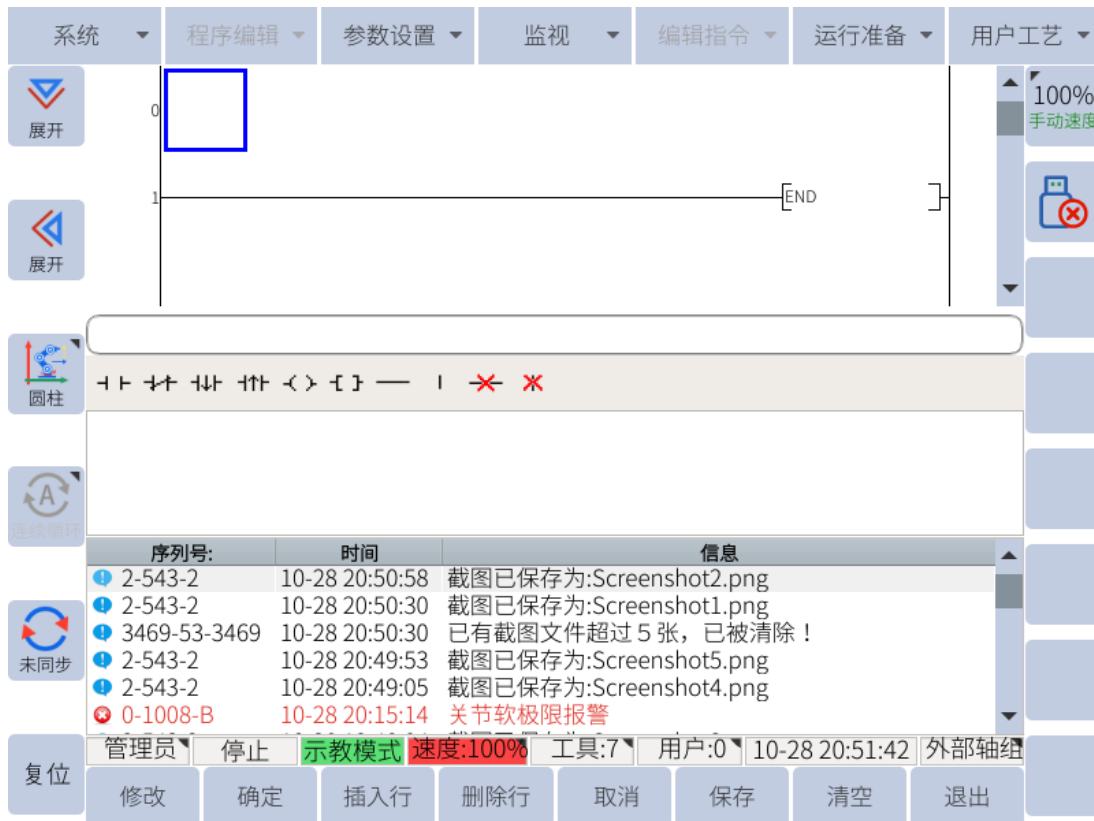 系统 程序编辑 参数设置 监视 编辑指令 运行准备 用户工艺
展开
0
100%
手动速度
1 END
展开
圆柱
A
连续循环
序列号: 时间 信息
2-543-2 10-28 20:50:58 截图已保存为:Screenshot2.png
2-543-2 10-28 20:50:30 截图已保存为:Screenshot1.png
3469-53-3469 10-28 20:50:30 已有截图文件超过5张，已被清除！
2-543-2 10-28 20:49:53 截图已保存为:Screenshot5.png
2-543-2 10-28 20:49:05 截图已保存为:Screenshot4.png
0-1008-B 10-28 20:15:14 关节软极限报警
未同步
管理员 停止 示教模式 速度:100% 工具:7 用户:0 10-28 20:51:42 外部轴组
复位
修改 确定 插入行 删除行 取消 保存 清空 退出